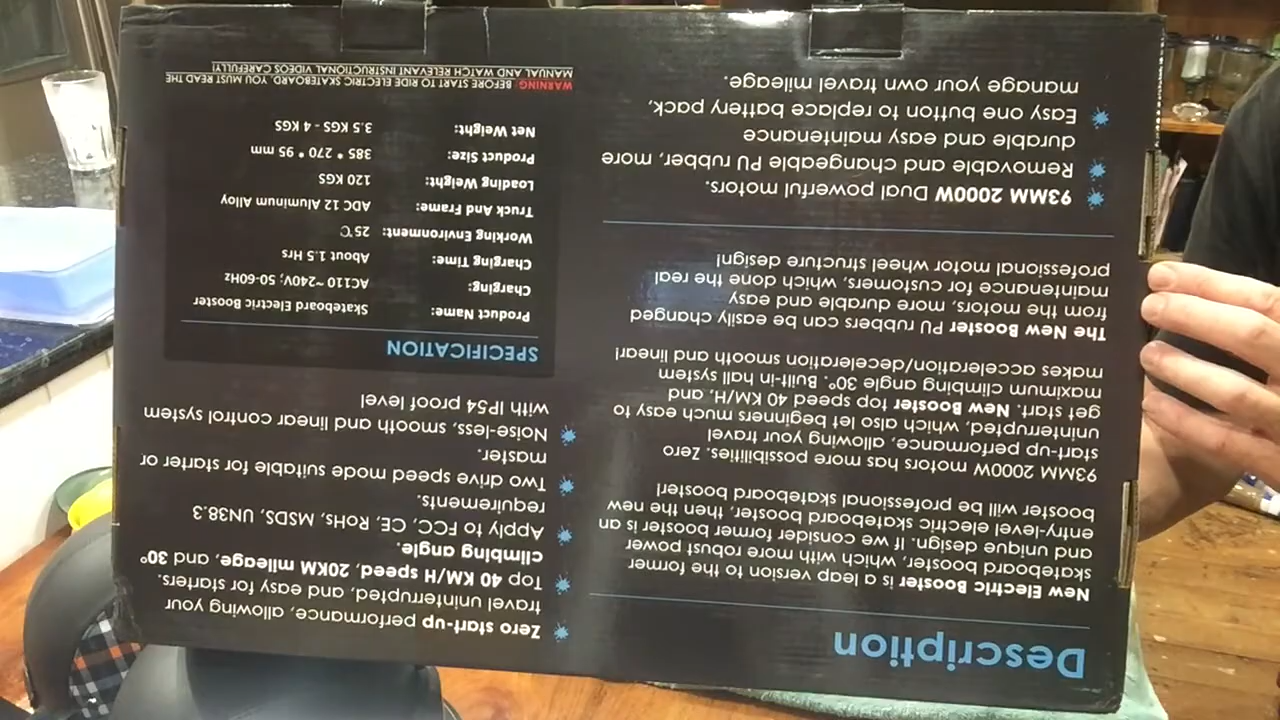 Description
New Electric Booster is a leap version to the former
skateboard booster, which with more robust power
and unique design. If we consider former booster is an
entry-level electric skateboard booster, then the new
booster will be professional skateboard booster!
93MM 2000W motors has more possibilities. Zero
start-up performance, allowing your travel
uninterrupted, which also let beginners much easy to
get start. New Booster top speed 40 KM/H, and
maximum climbing angle 30°. Built-in hall system
makes acceleration/deceleration smooth and linear!
The New Booster PU rubbers can be easily changed
from the motors, more durable and easy
maintenance for customers, which done the real
professional motor wheel structure design!
93MM 2000W Dual powerful motors.
Removable and changeable PU rubber, more
durable and easy maintenance
Easy one button to replace battery pack,
manage your own travel mileage.
Zero start-up performance, allowing your
travel uninterrupted, and easy for starters.
Top 40 KM/H speed, 20KM mileage, and 30°
climbing angle.
Apply to FCC, CE, RoHs, MSDS, UN38.3
requirements.
Two drive speed mode suitable for starter or
master.
Noise-less, smooth and linear control system
with IP54 proof level
SPECIFICATION
Product Name: Skateboard Electric Booster
Charging: AC110 ~240V; 50-60Hz
Charging Time: About 1.5 Hrs
Working Environment: 25℃
Truck And Frame: ADC 12 Aluminum Alloy
Loading Weight: 120 KGS
Product Size: 385 * 270 * 95 mm
Net Weight: 3.5 KGS - 4 KGS
WARNING: BEFORE START TO RIDE ELECTRIC SKATEBOARD, YOU MUST READ THE
MANUAL AND WATCH RELEVANT INSTRUCTIONAL VIDEOS CAREFULLY!